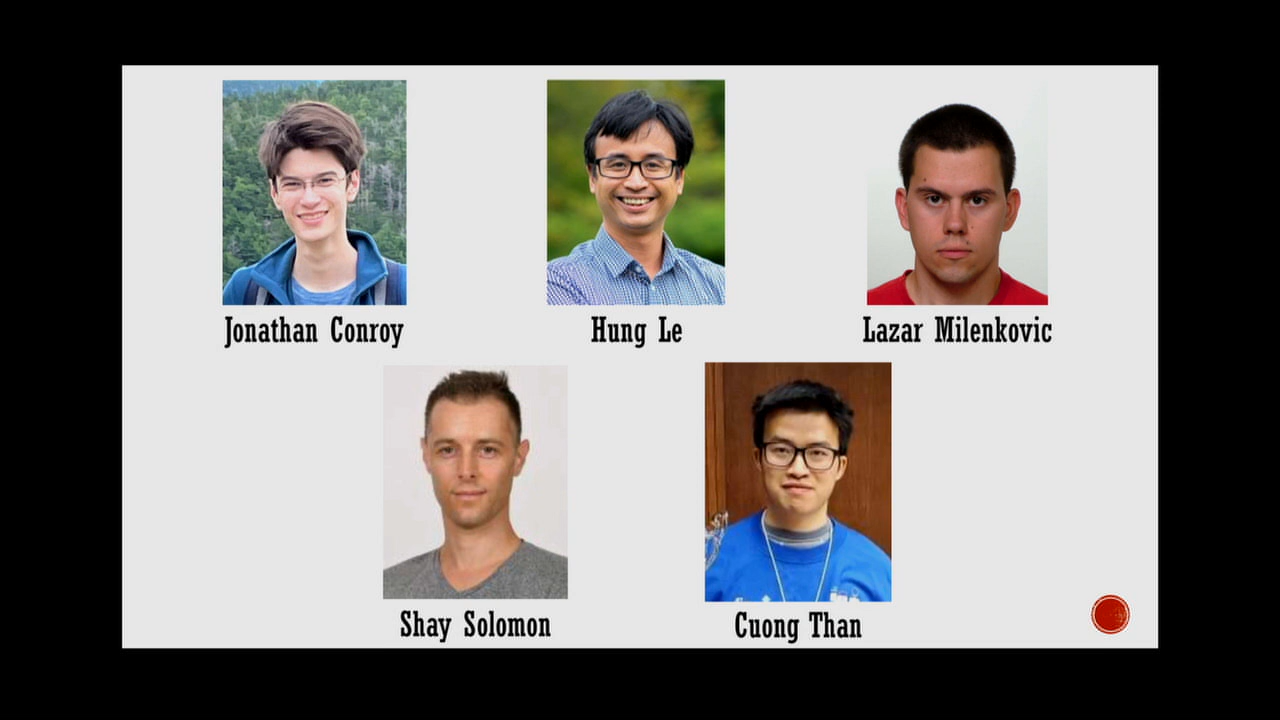 Jonathan Conroy
Hung Le
Lazar Milenkovic
Shay Solomon
Cuong Than